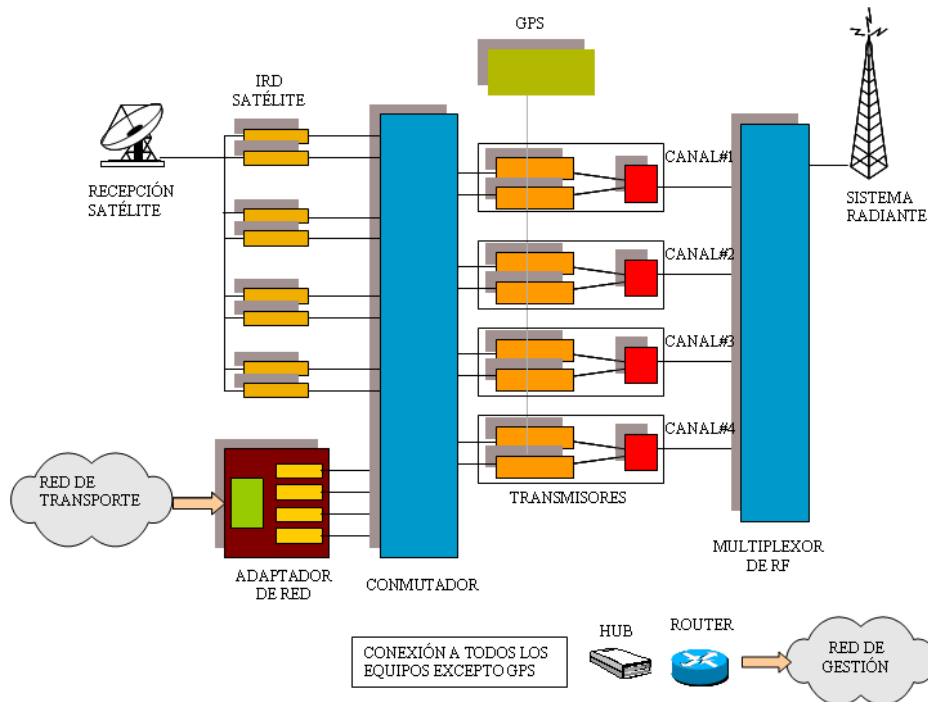 GPS
IRD
SATÉLITE
RECEPCIÓN
SATÉLITE
CANAL#1
SISTEMA
RADIANTE
CANAL#2
CANAL#3
CANAL#4
RED DE
TRANSPORTE
TRANSMISORES
ADAPTADOR
DE RED
CONMUTADOR
MULTIPLEXOR
DE RF
CONEXIÓN A TODOS LOS
EQUIPOS EXCEPTO GPS
HUB
ROUTER
RED DE
GESTIÓN